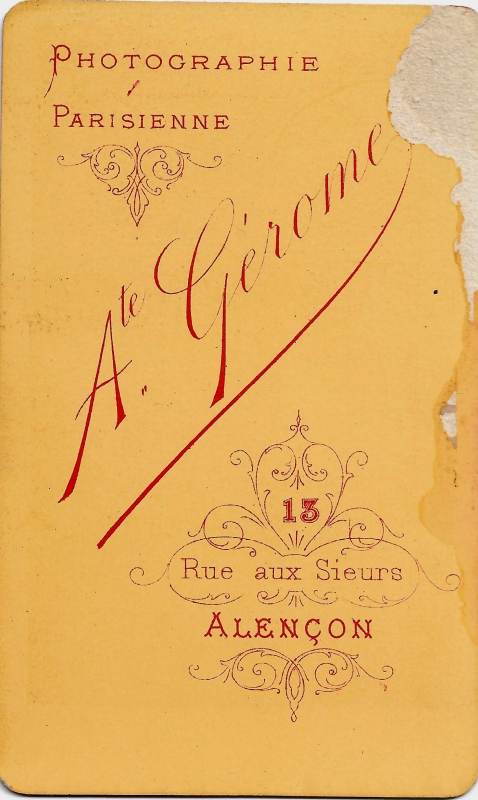 PHOTOGRAPHIE
PARISIENNE
Ate. Gérome
13
Rue aux Sieurs
ALENÇON